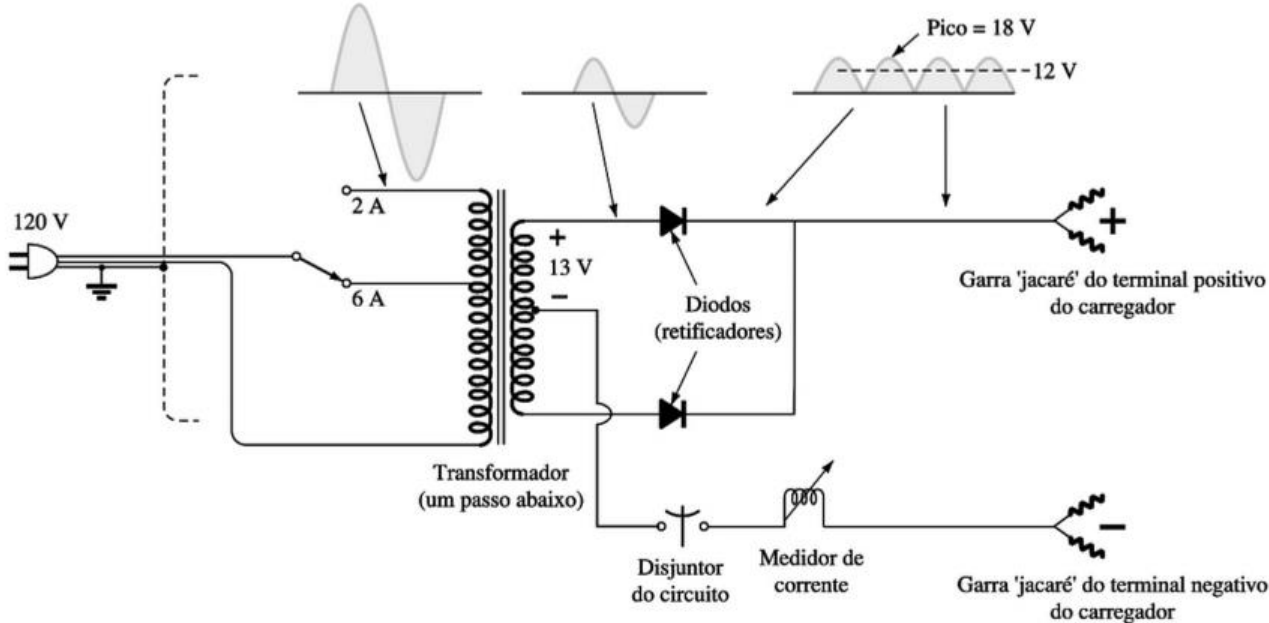 Pico = 18 V
12 V
120 V
2 A
6 A
+
13 V
–
Diodos
(retificadores)
+
Garra 'jacaré' do terminal positivo
do carregador
Transformador
(um passo abaixo)
Disjuntor
do circuito
Medidor de
corrente
–
Garra 'jacaré' do terminal negativo
do carregador